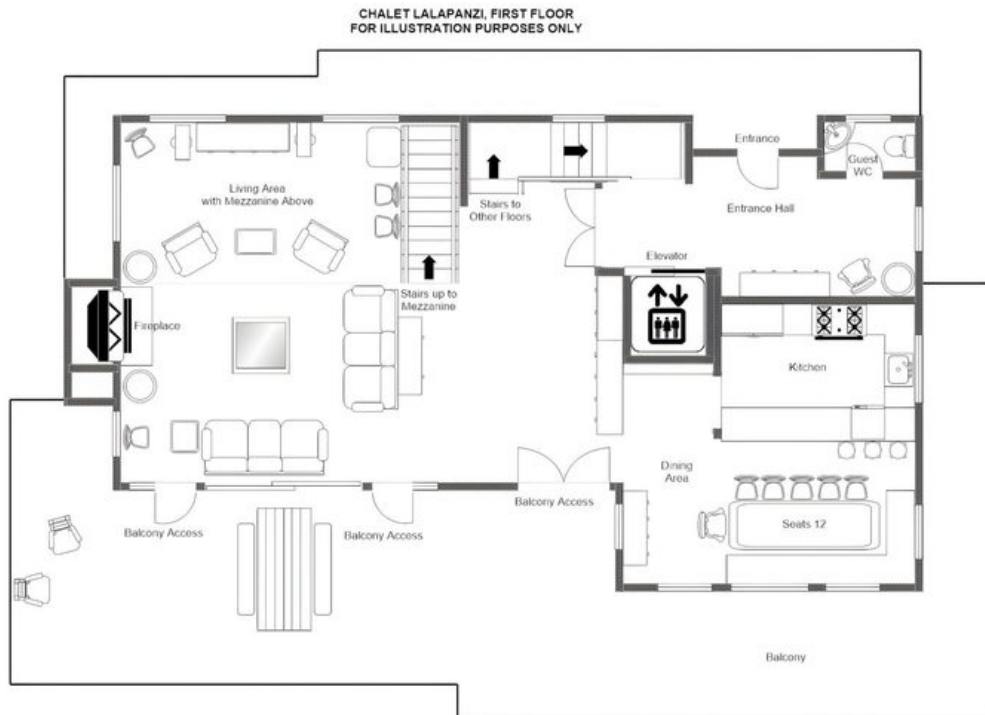 CHALET LALAPANZI, FIRST FLOOR
FOR ILLUSTRATION PURPOSES ONLY
Entrance
Guest
WC
Living Area
with Mezzanine Above
Stairs to
Other Floors
Entrance Hall
Elevator
Stairs up to
Mezzanine
Fireplace
Kitchen
Dining
Area
Balcony Access
Seats 12
Balcony Access
Balcony Access
Balcony